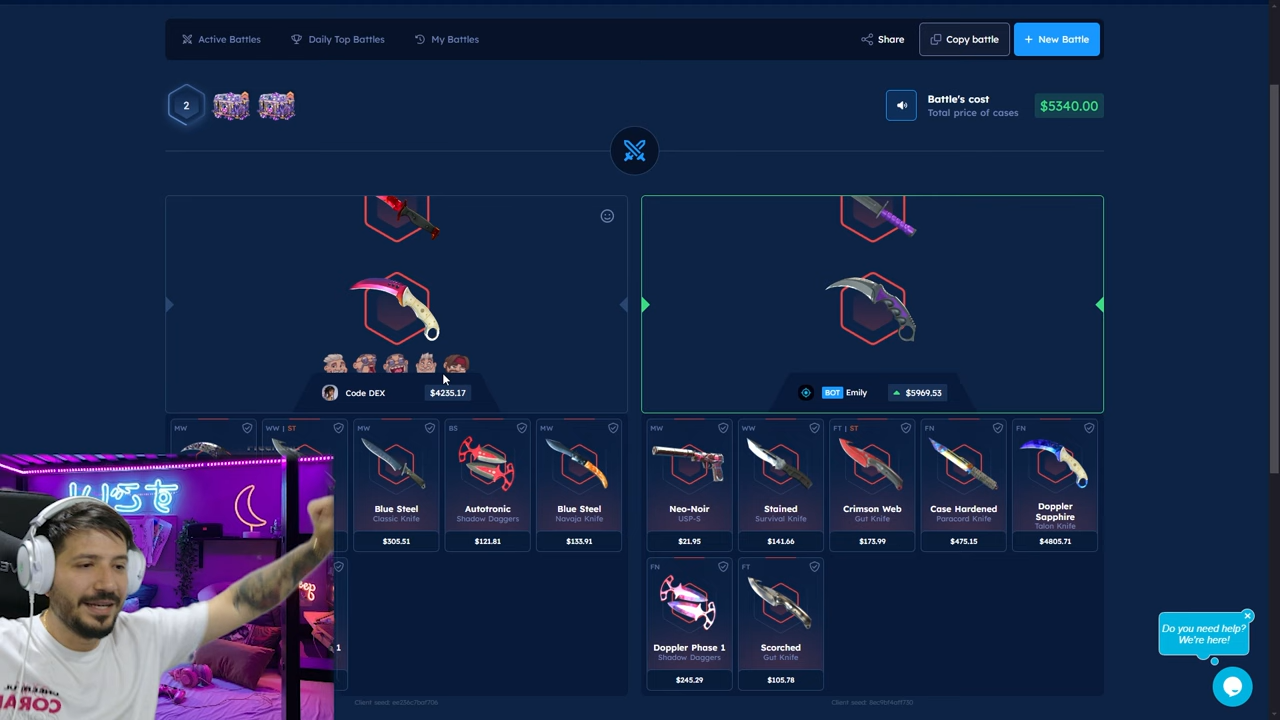 Active Battles
Daily Top Battles
My Battles
Share
Copy battle
+ New Battle
2
Battle's cost
Total price of cases
$5340.00
Code DEX
$4235.17
BOT Emily
$5969.53
MW
WW | ST
MW
Blue Steel
Classic Knife
$305.51
BS
Autotronic
Shadow Daggers
$121.81
MW
Blue Steel
Navaja Knife
$133.91
FN
1
MW
Neo-Noir
USP-S
$21.95
WW
Stained
Survival Knife
$141.66
FT | ST
Crimson Web
Gut Knife
$173.99
FN
Case Hardened
Paracord Knife
$475.15
FN
Doppler
Sapphire
Talon Knife
$4805.71
FN
Doppler Phase 1
Shadow Daggers
$245.29
FT
Scorched
Gut Knife
$105.78
Do you need help?
We're here!